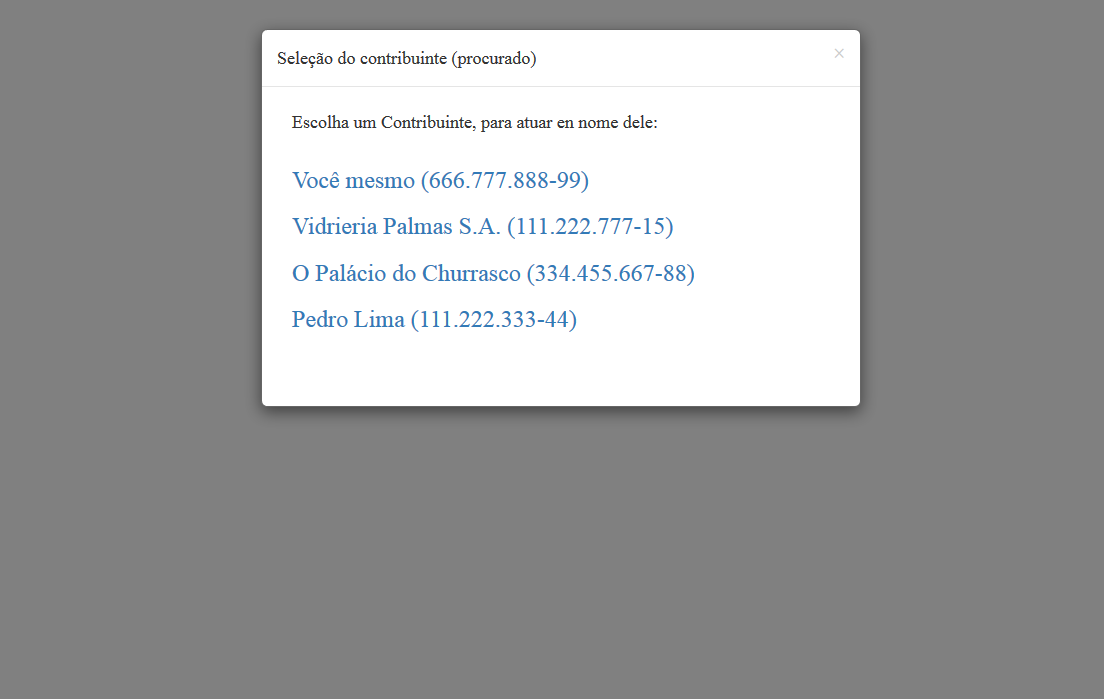 Seleção do contribuinte (procurado)
×
Escolha um Contribuinte, para atuar en nome dele:
Você mesmo (666.777.888-99)
Vidrieria Palmas S.A. (111.222.777-15)
O Palácio do Churrasco (334.455.667-88)
Pedro Lima (111.222.333-44)